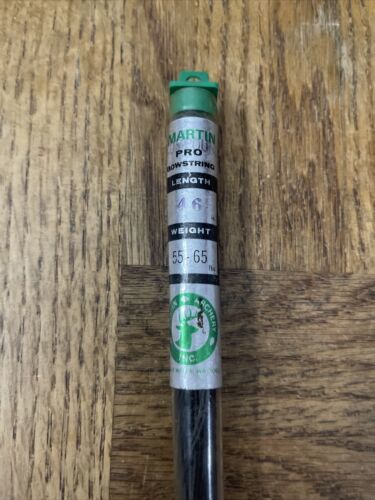 MARTIN
PRO
BOWSTRING
LENGTH
46
WEIGHT
55-65
ARCHERY
INC.